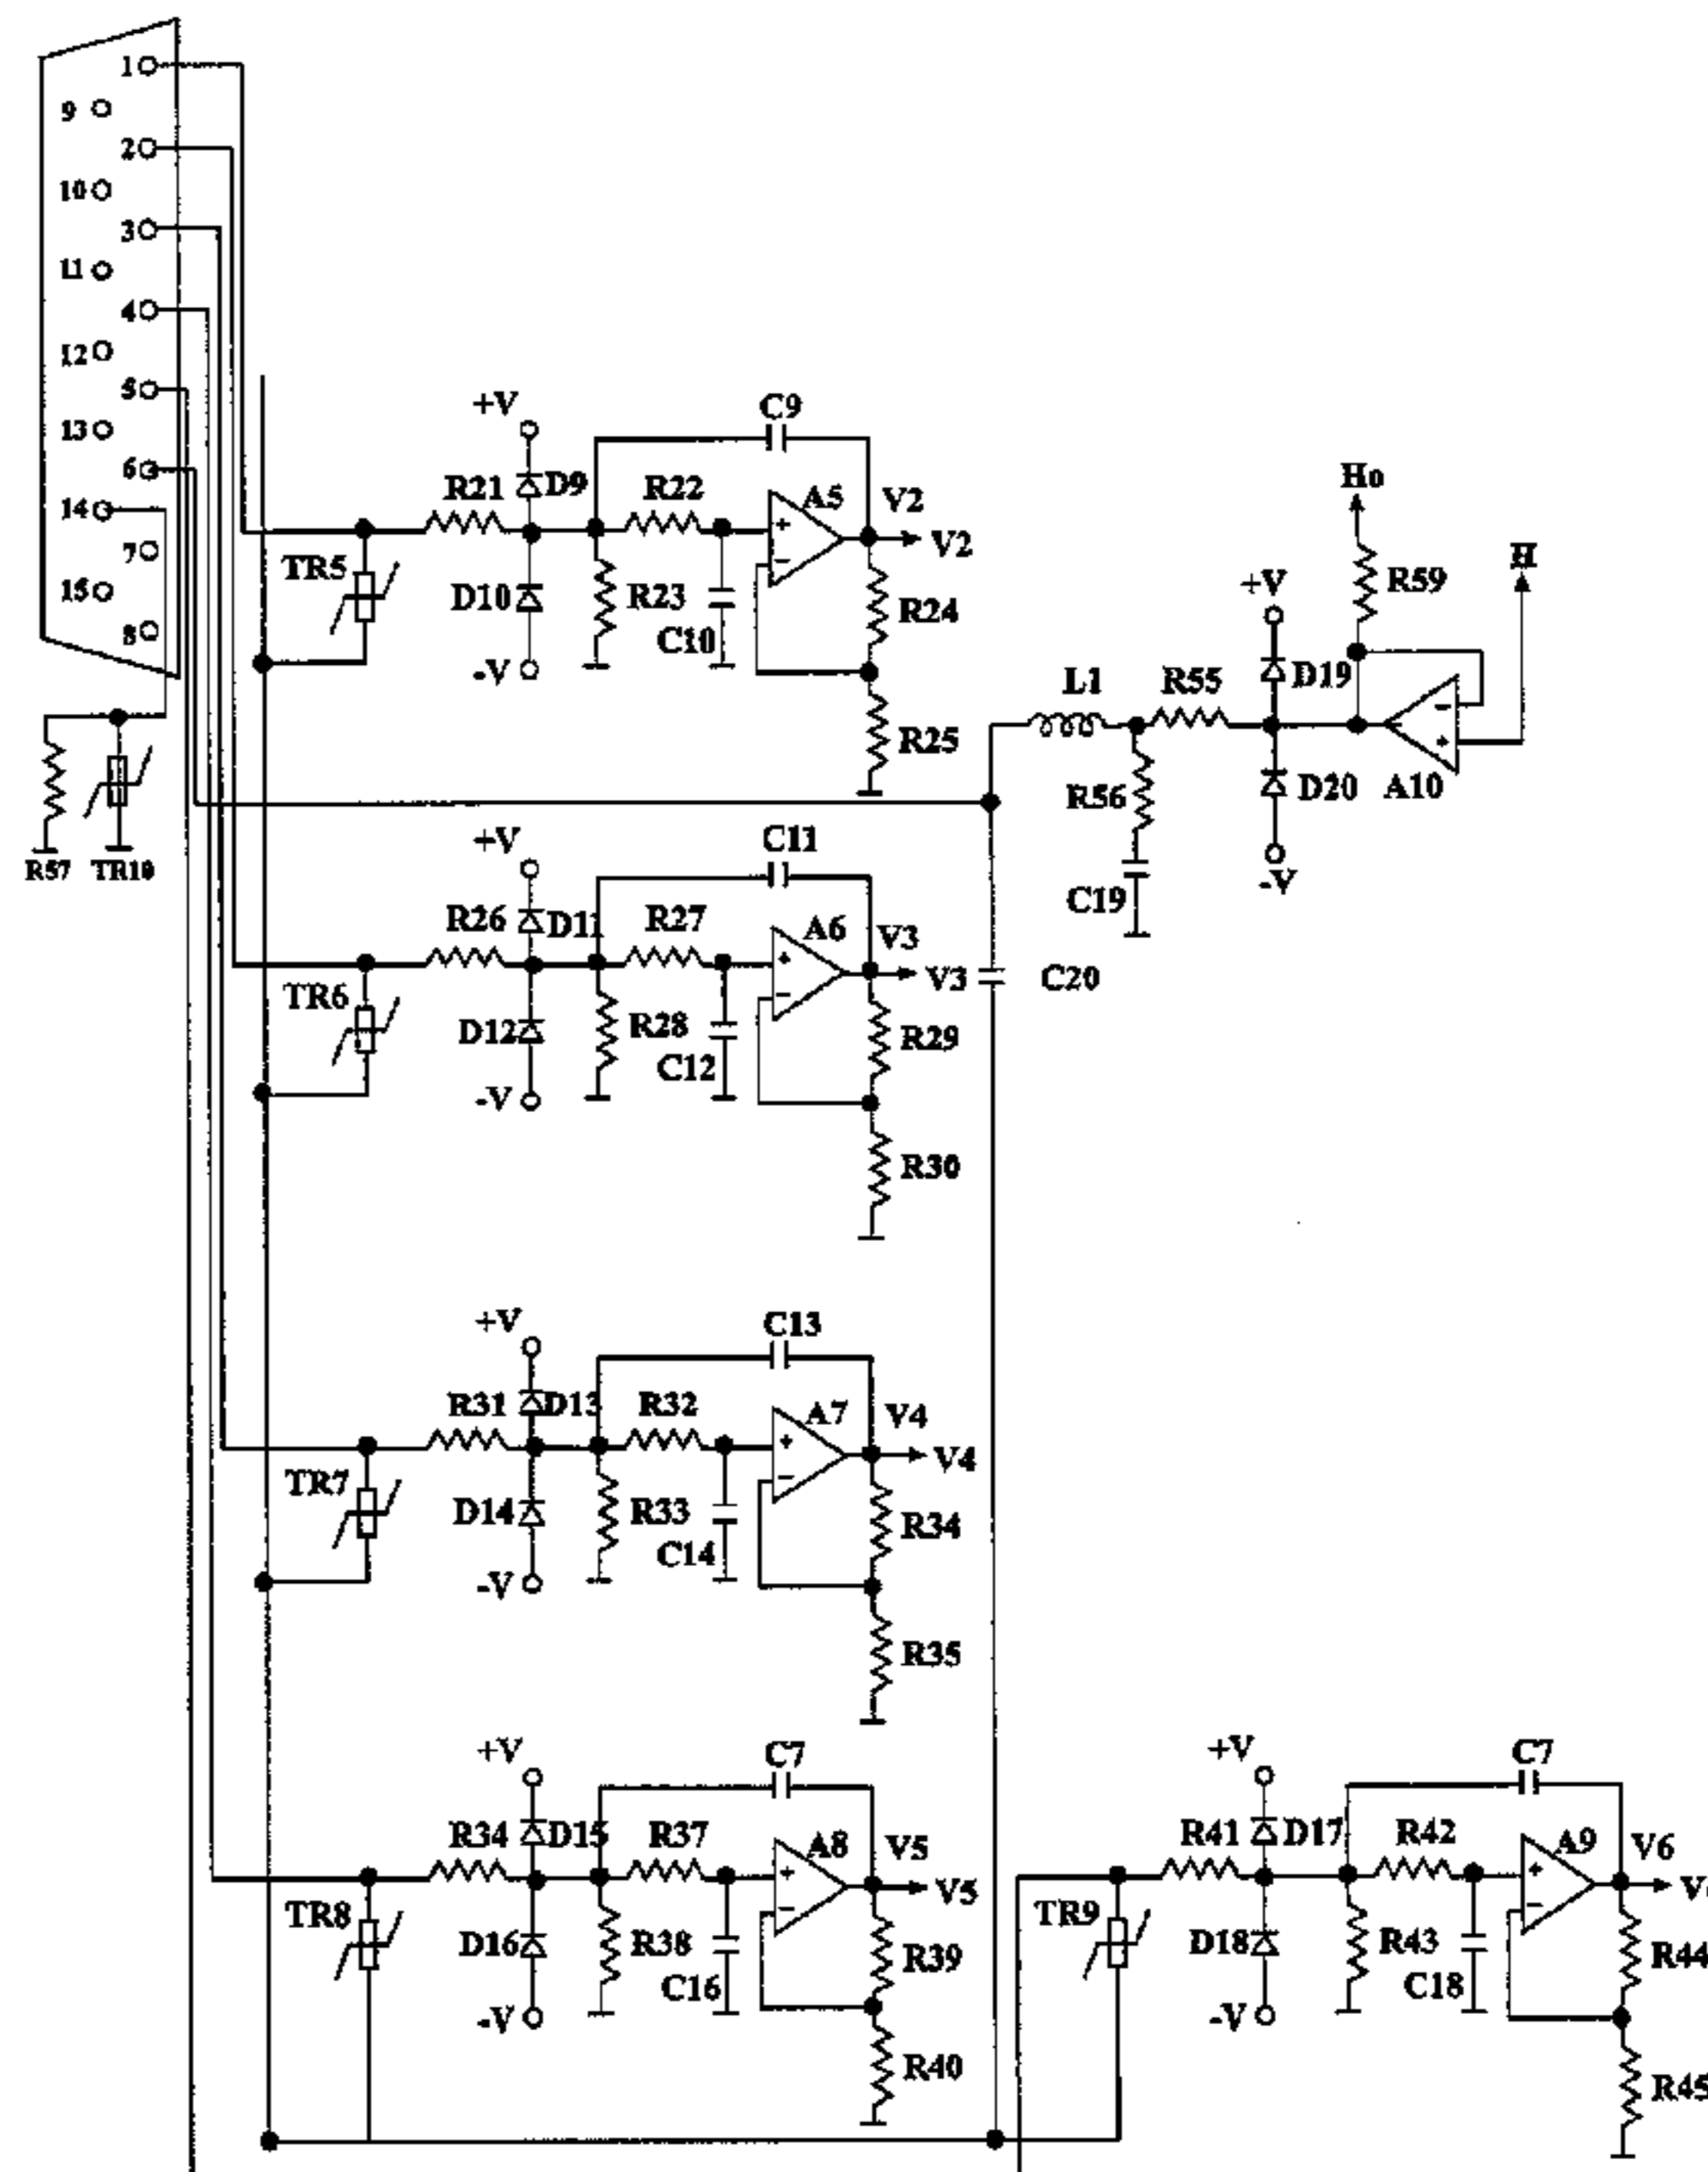 1
9
2
10
3
11
4
12
5
13
6
14
7
15
8
R57 TR10
+V
C9
R21 D9 R22 A5 V2
V2
TR5 D10 R23 C10 R24
-V
R25
Ho
H
R59
+V
L1 R55 D19
R56 D20 A10
-V
C19
C20
+V
C11
R26 D11 R27 A6 V3
V3
TR6 D12 R28 C12 R29
-V
R30
+V
C13
R31 D13 R32 A7 V4
V4
TR7 D14 R33 C14 R34
-V
R35
+V
C7
R34 D15 R37 A8 V5
V5
TR8 D16 R38 C16 R39
-V
R40
+V
C7
R41 D17 R42 A9 V6
TR9 D18 R43 C18 R44
-V
R45